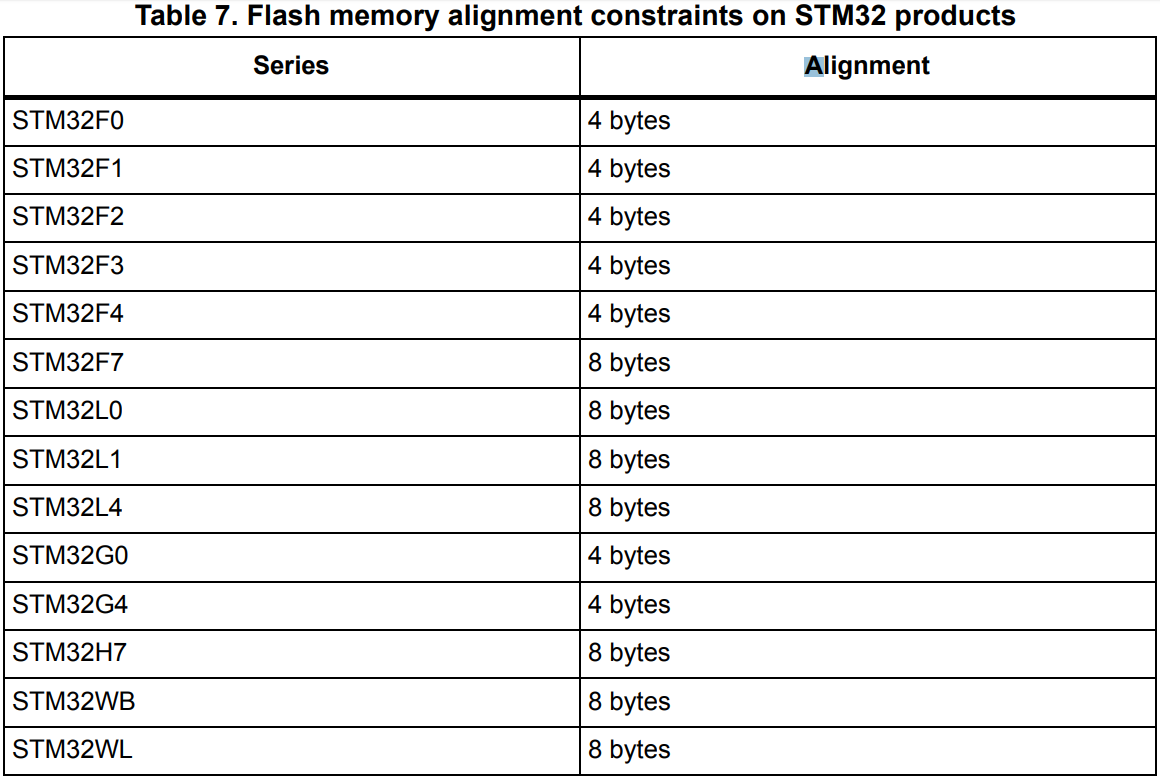 Table 7. Flash memory alignment constraints on STM32 products
Series Alignment
STM32F0 4 bytes
STM32F1 4 bytes
STM32F2 4 bytes
STM32F3 4 bytes
STM32F4 4 bytes
STM32F7 8 bytes
STM32L0 8 bytes
STM32L1 8 bytes
STM32L4 8 bytes
STM32G0 4 bytes
STM32G4 4 bytes
STM32H7 8 bytes
STM32WB 8 bytes
STM32WL 8 bytes